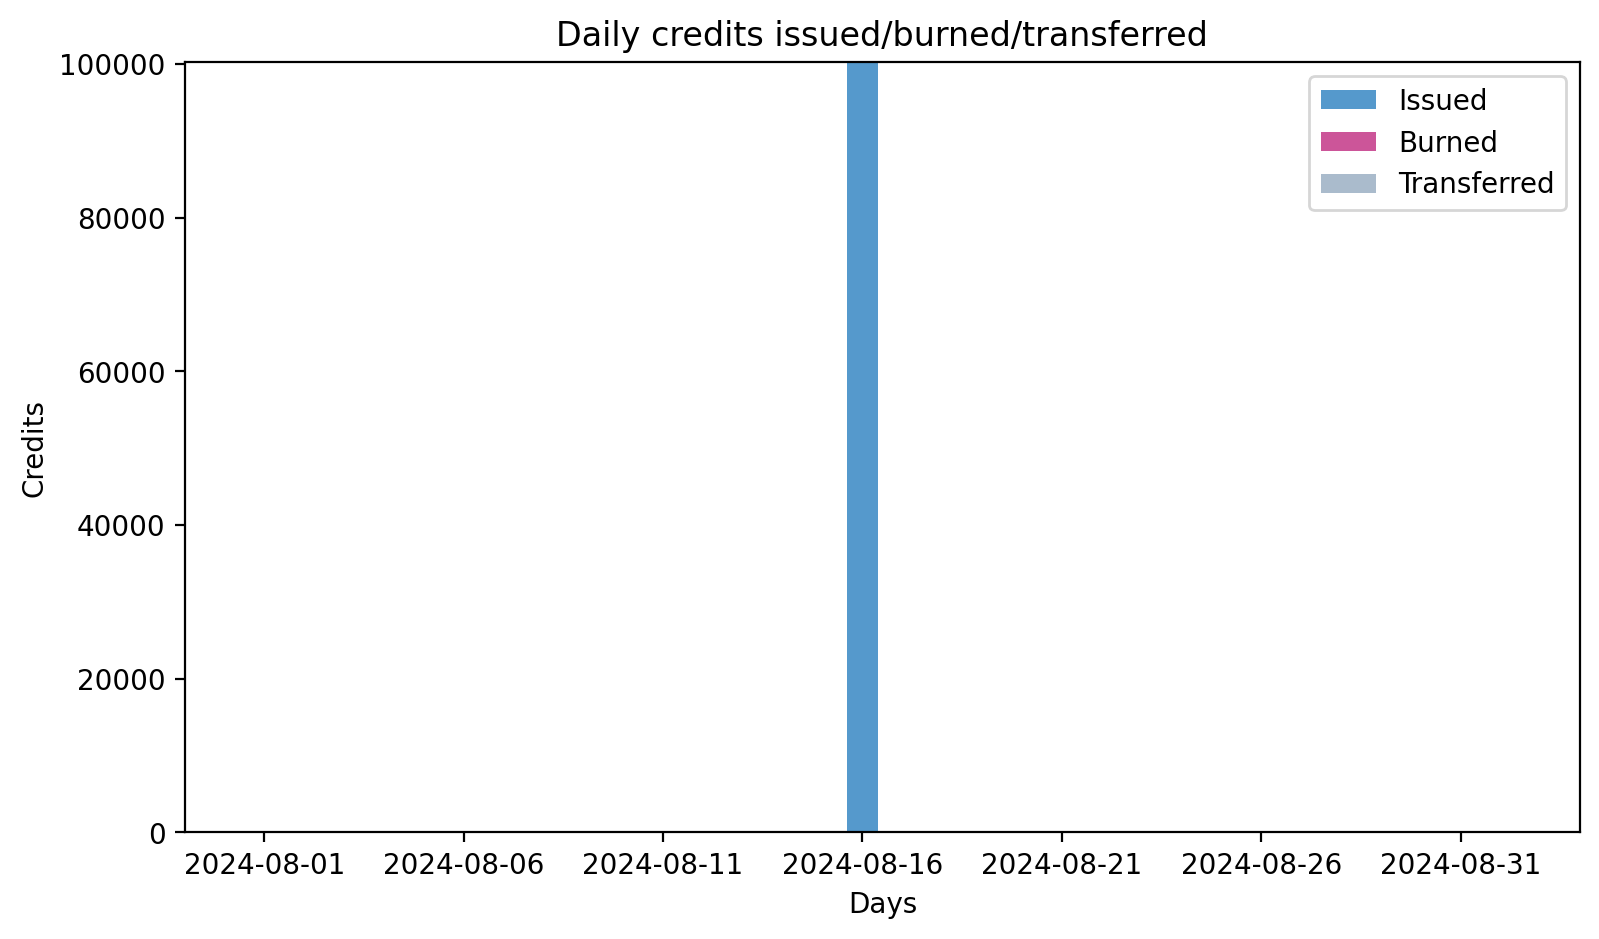 Daily credits issued/burned/transferred
100000
80000
60000
40000
20000
0
Credits
Issued
Burned
Transferred
2024-08-01 2024-08-06 2024-08-11 2024-08-16 2024-08-21 2024-08-26 2024-08-31
Days